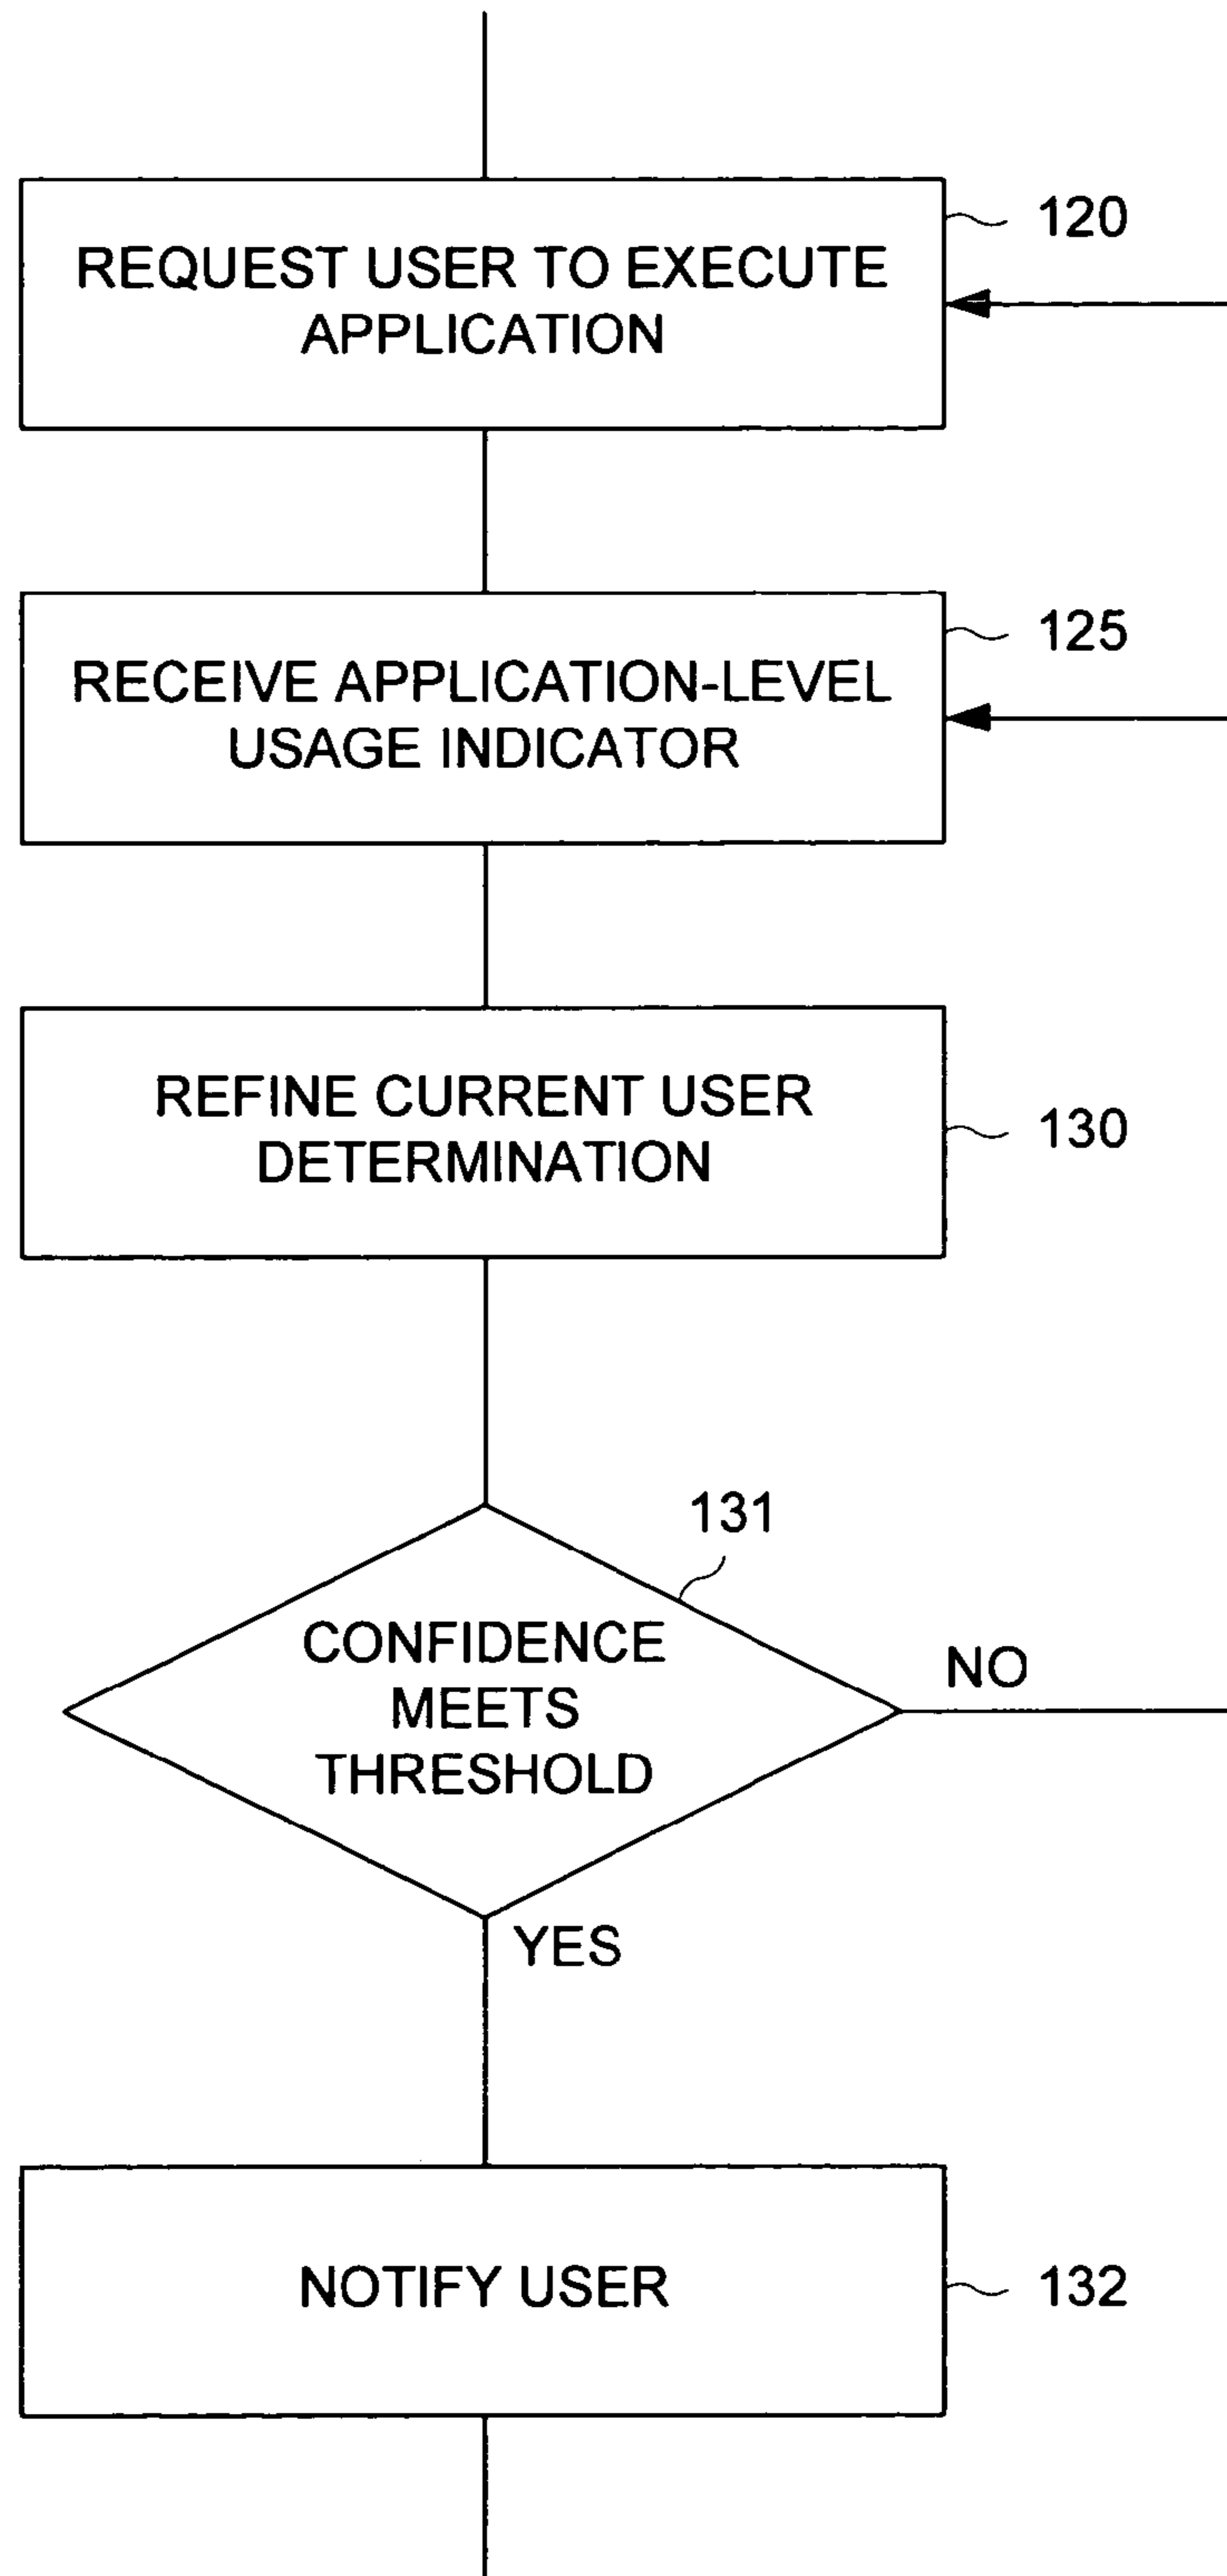 REQUEST USER TO EXECUTE
APPLICATION
120
RECEIVE APPLICATION-LEVEL
USAGE INDICATOR
125
REFINE CURRENT USER
DETERMINATION
130
131
CONFIDENCE
MEETS
THRESHOLD
NO
YES
NOTIFY USER
132